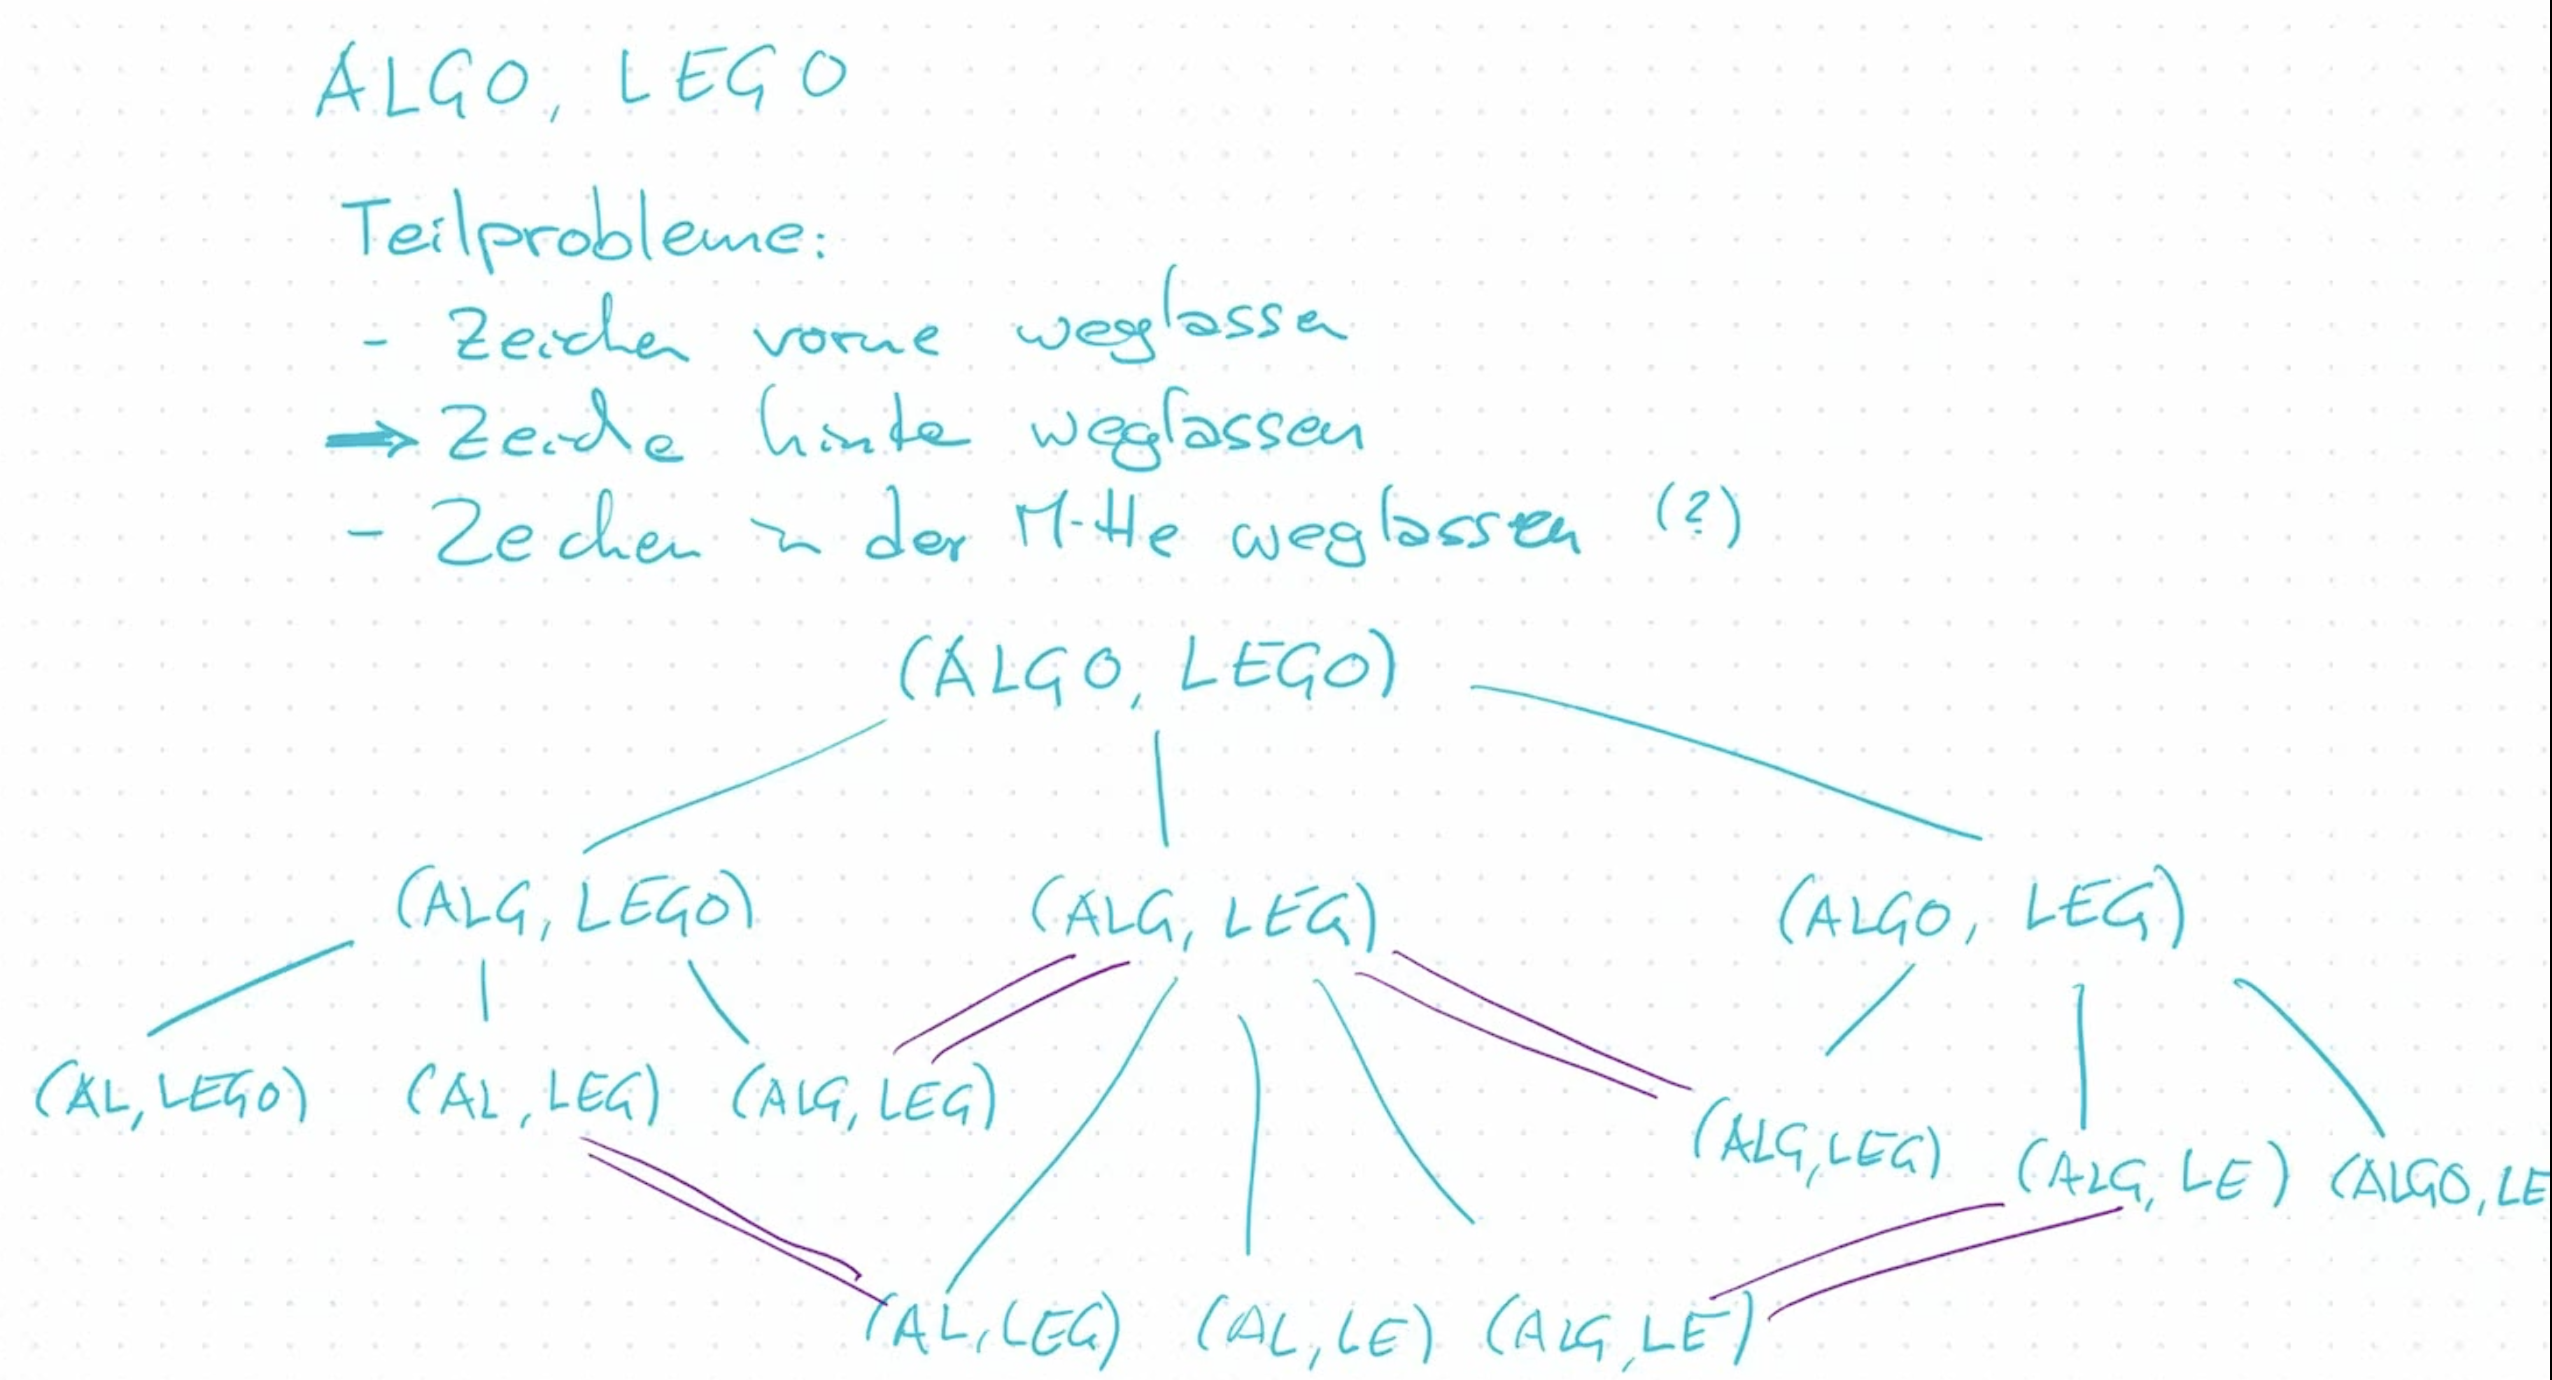 ALGO, LEGO
Teilprobleme:
- Zeichen vorne weglassen
→ Zeichen hinten weglassen
- Zeichen in der Mitte weglassen (?)
(ALGO, LEGO)
(ALG, LEGO) (ALG, LEG) (ALGO, LEG)
(AL, LEGO) (AL, LEG) (ALG, LEG) (ALG, LEG) (ALG, LE) (ALGO, LE
(AL, LEG) (AL, LE) (ALG, LE)